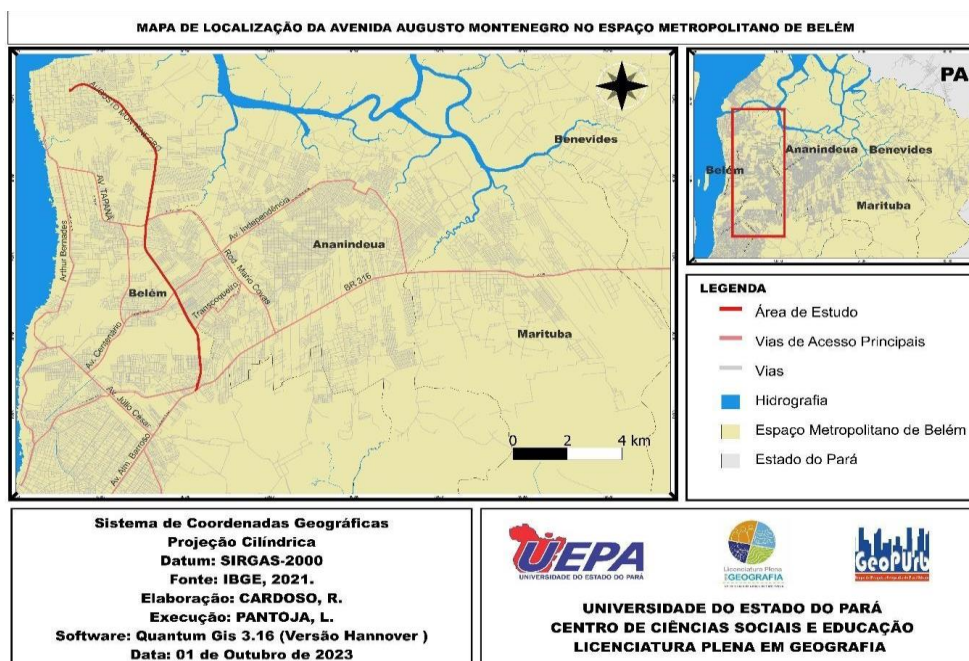 MAPA DE LOCALIZAÇÃO DA AVENIDA AUGUSTO MONTENEGRO NO ESPAÇO METROPOLITANO DE BELÉM
AUGUSTO MONTENEGRO
AV. TAPANÃ
Arthur Bernades
Belém
Av. Centenário
Av. Júlio César
Av. Alm. Barroso
Transcoqueiro
Rod. Mario Covas
Av. Independência
Ananindeua
BR 316
Benevides
Marituba
0 2 4 km
PA
Belém
Ananindeua
Benevides
Marituba
LEGENDA
Área de Estudo
Vias de Acesso Principais
Vias
Hidrografia
Espaço Metropolitano de Belém
Estado do Pará
Sistema de Coordenadas Geográficas
Projeção Cilíndrica
Datum: SIRGAS-2000
Fonte: IBGE, 2021.
Elaboração: CARDOSO, R.
Execução: PANTOJA, L.
Software: Quantum Gis 3.16 (Versão Hannover )
Data: 01 de Outubro de 2023
UEPA
UNIVERSIDADE DO ESTADO DO PARÁ
Licenciatura Plena
em GEOGRAFIA
GeoPUrb
UNIVERSIDADE DO ESTADO DO PARÁ
CENTRO DE CIÊNCIAS SOCIAIS E EDUCAÇÃO
LICENCIATURA PLENA EM GEOGRAFIA